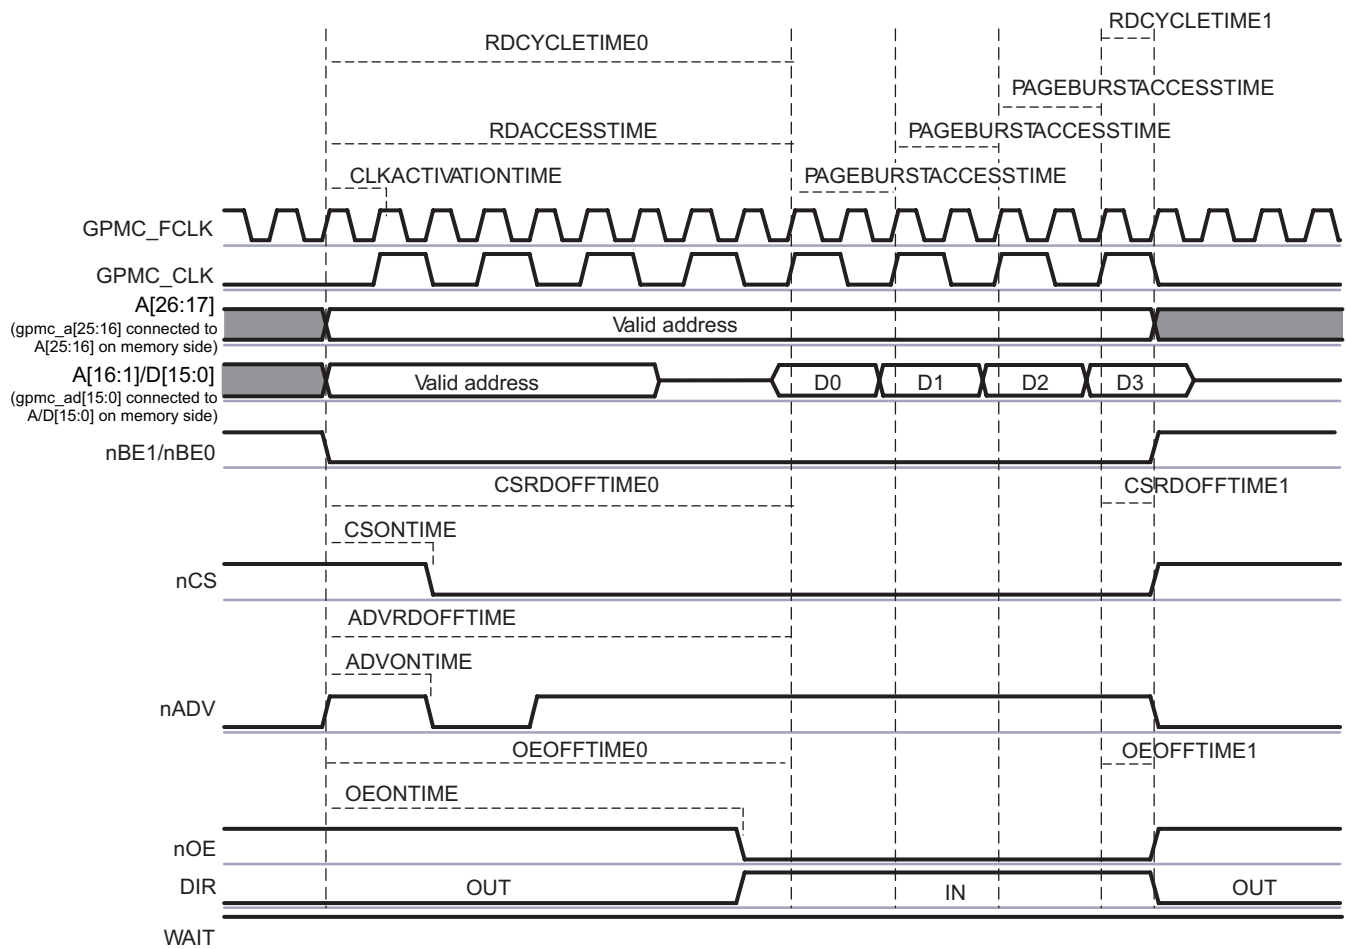 RDCYCLETIME1
RDCYCLETIME0
PAGEBURSTACCESSTIME
RDACCESSTIME
PAGEBURSTACCESSTIME
CLKACTIVATIONTIME
PAGEBURSTACCESSTIME
GPMC_FCLK
GPMC_CLK
A[26:17]
(gpmc_a[25:16] connected to
A[25:16] on memory side)
Valid address
A[16:1]/D[15:0]
(gpmc_ad[15:0] connected to
A/D[15:0] on memory side)
Valid address
D0
D1
D2
D3
nBE1/nBE0
CSRDOFFTIME0
CSRDOFFTIME1
CSONTIME
nCS
ADVRDOFFTIME
ADVONTIME
nADV
OEOFFTIME0
OEOFFTIME1
OEONTIME
nOE
DIR
OUT
IN
OUT
WAIT